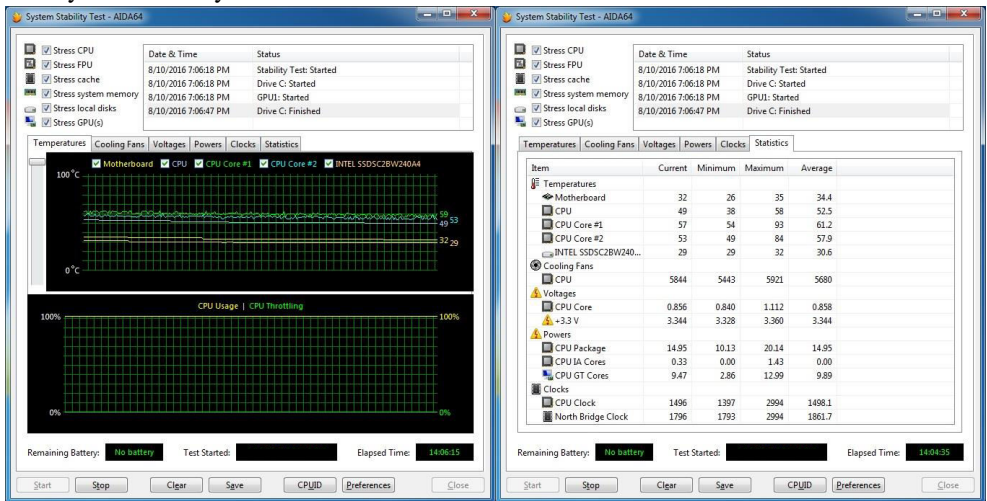 System Stability Test - AIDA64
Stress CPU
Stress FPU
Stress cache
Stress system memory
Stress local disks
Stress GPU(s)
Date & Time Status
8/10/2016 7:06:18 PM Stability Test: Started
8/10/2016 7:06:18 PM Drive C: Started
8/10/2016 7:06:18 PM GPU1: Started
8/10/2016 7:06:47 PM Drive C: Finished
Temperatures Cooling Fans Voltages Powers Clocks Statistics
Motherboard CPU CPU Core #1 CPU Core #2 INTEL SSDSC2BW240A4
100°C
59
53
49
32
29
0°C
CPU Usage | CPU Throttling
100% 100%
0% 0%
Remaining Battery: No battery Test Started: Elapsed Time: 14:06:15
Start Stop Clear Save CPUID Preferences Close
System Stability Test - AIDA64
Stress CPU
Stress FPU
Stress cache
Stress system memory
Stress local disks
Stress GPU(s)
Date & Time Status
8/10/2016 7:06:18 PM Stability Test: Started
8/10/2016 7:06:18 PM Drive C: Started
8/10/2016 7:06:18 PM GPU1: Started
8/10/2016 7:06:47 PM Drive C: Finished
Temperatures Cooling Fans Voltages Powers Clocks Statistics
Item Current Minimum Maximum Average
Temperatures
Motherboard 32 26 35 34.4
CPU 49 38 58 52.5
CPU Core #1 57 54 93 61.2
CPU Core #2 53 49 84 57.9
INTEL SSDSC2BW240... 29 29 32 30.6
Cooling Fans
CPU 5844 5443 5921 5680
Voltages
CPU Core 0.856 0.840 1.112 0.858
+3.3 V 3.344 3.328 3.360 3.344
Powers
CPU Package 14.95 10.13 20.14 14.95
CPU IA Cores 0.33 0.00 1.43 0.00
CPU GT Cores 9.47 2.86 12.99 9.89
Clocks
CPU Clock 1496 1397 2994 1498.1
North Bridge Clock 1796 1793 2994 1861.7
Remaining Battery: No battery Test Started: Elapsed Time: 14:04:35
Start Stop Clear Save CPUID Preferences Close